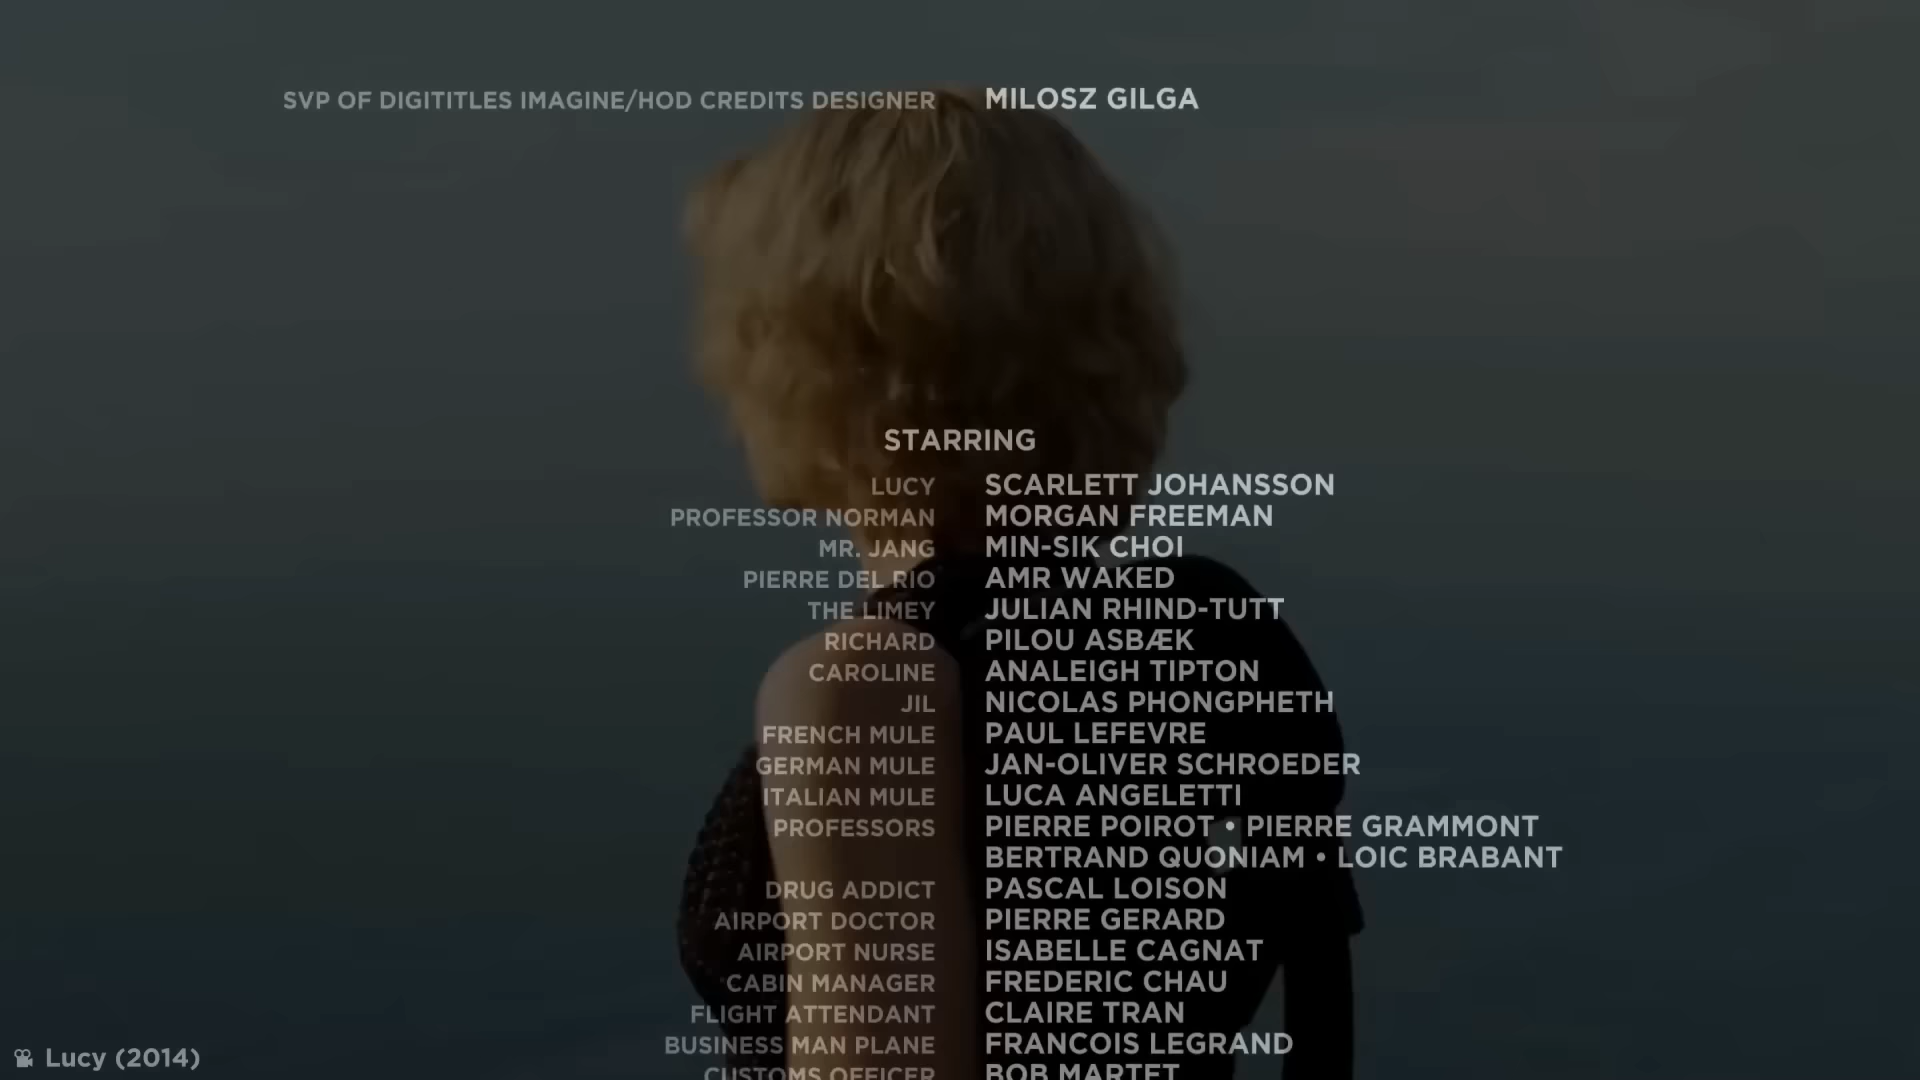 SVP OF DIGITITLES IMAGINE/HOD CREDITS DESIGNER MILOSZ GILGA
STARRING
LUCY SCARLETT JOHANSSON
PROFESSOR NORMAN MORGAN FREEMAN
MR. JANG MIN-SIK CHOI
PIERRE DEL RIO AMR WAKED
THE LIMEY JULIAN RHIND-TUTT
RICHARD PILOU ASBÆK
CAROLINE ANALEIGH TIPTON
JIL NICOLAS PHONGPHETH
FRENCH MULE PAUL LEFEVRE
GERMAN MULE JAN-OLIVER SCHROEDER
ITALIAN MULE LUCA ANGELETTI
PROFESSORS PIERRE POIROT • PIERRE GRAMMONT
BERTRAND QUONIAM • LOIC BRABANT
DRUG ADDICT PASCAL LOISON
AIRPORT DOCTOR PIERRE GERARD
AIRPORT NURSE ISABELLE CAGNAT
CABIN MANAGER FREDERIC CHAU
FLIGHT ATTENDANT CLAIRE TRAN
BUSINESS MAN PLANE FRANCOIS LEGRAND
CUSTOMS OFFICER BOB MARTET
Lucy (2014)